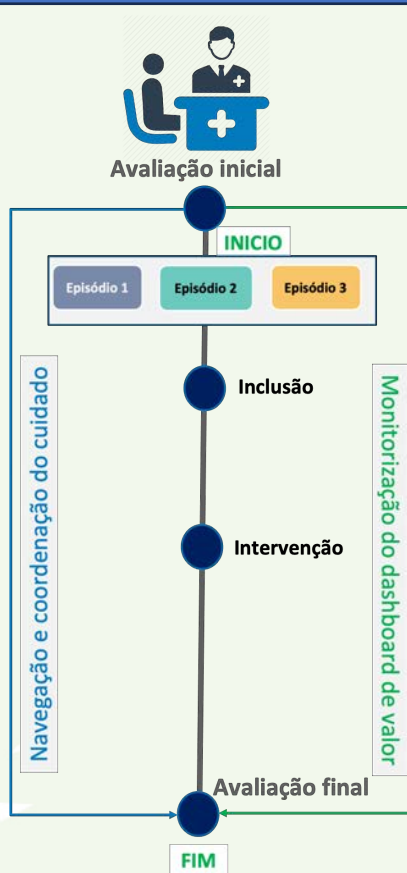 Avaliação inicial
INICIO
Episódio 1
Episódio 2
Episódio 3
Inclusão
Intervenção
Navegação e coordenação do cuidado
Monitorização do dashboard de valor
Avaliação final
FIM